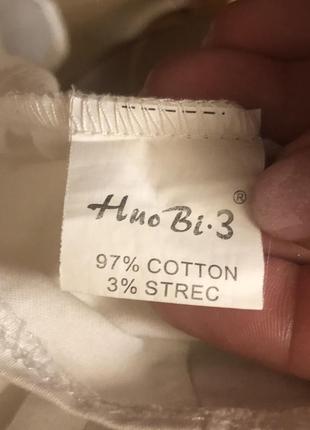 HuoBi·3®
97% COTTON
3% STREC